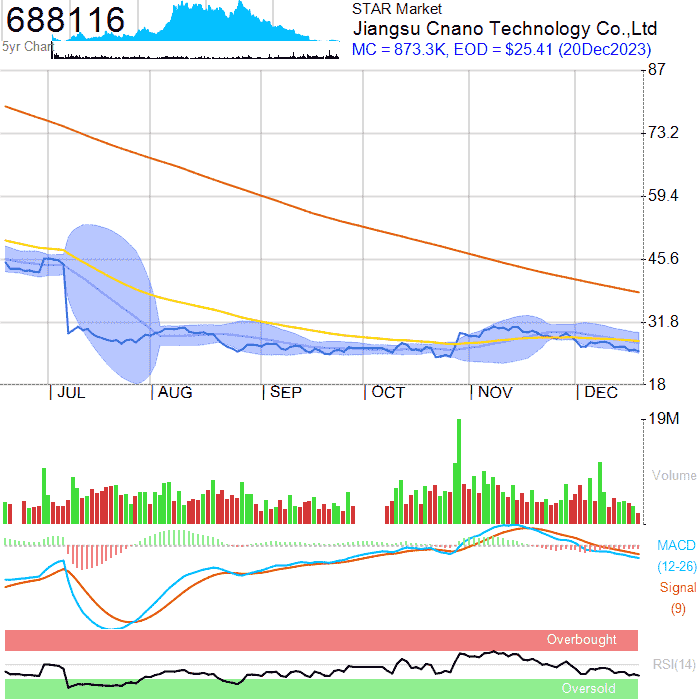 688116
STAR Market
Jiangsu Cnano Technology Co.,Ltd
5yr Chart
MC = 873.3K, EOD = $25.41 (20Dec2023)
87
73.2
59.4
45.6
31.8
18
JUL AUG SEP OCT NOV DEC
19M
Volume
MACD
(12-26)
Signal
(9)
Overbought
RSI(14)
Oversold